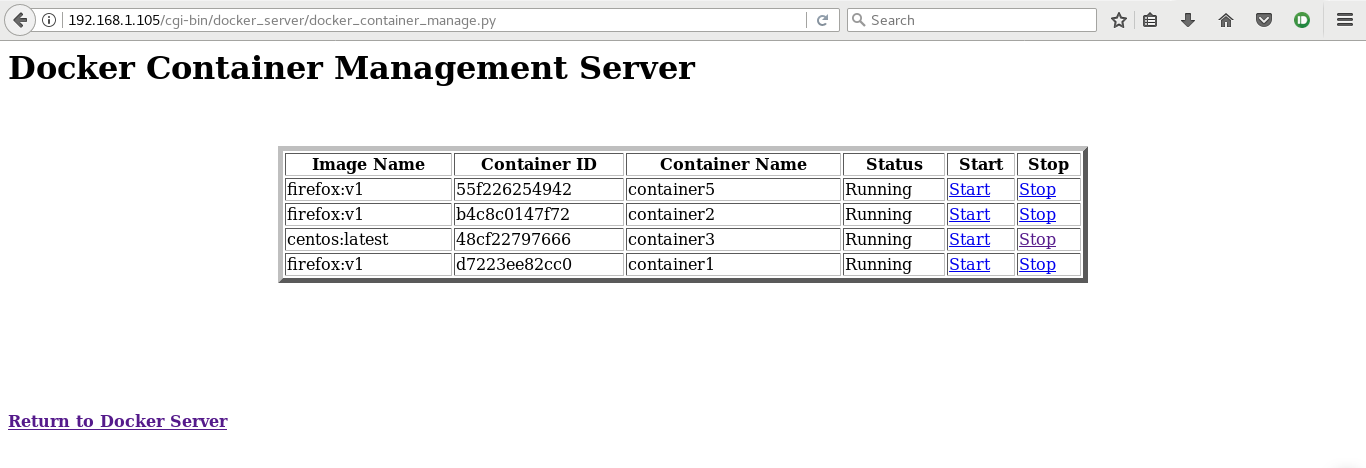 192.168.1.105/cgi-bin/docker_server/docker_container_manage.py Search
Docker Container Management Server
Image Name Container ID Container Name Status Start Stop
firefox:v1 55f226254942 container5 Running Start Stop
firefox:v1 b4c8c0147f72 container2 Running Start Stop
centos:latest 48cf22797666 container3 Running Start Stop
firefox:v1 d7223ee82cc0 container1 Running Start Stop
Return to Docker Server